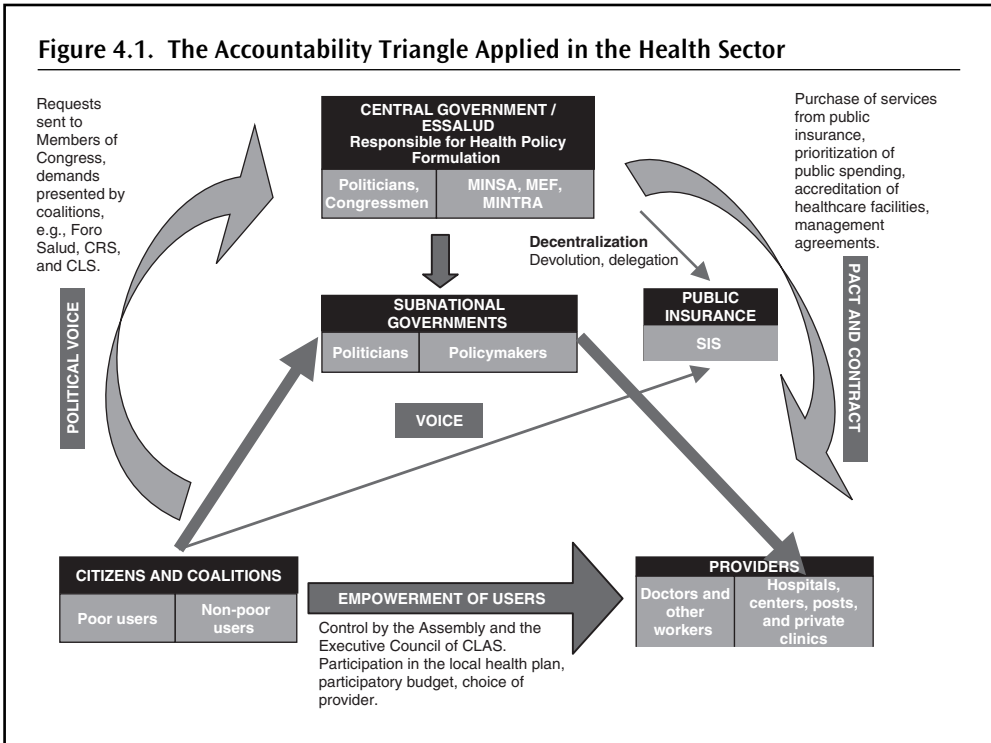 Figure 4.1. The Accountability Triangle Applied in the Health Sector
Requests
sent to
Members of
Congress,
demands
presented by
coalitions,
e.g., Foro
Salud, CRS,
and CLS.
POLITICAL VOICE
CENTRAL GOVERNMENT /
ESSALUD
Responsible for Health Policy
Formulation
Politicians,
Congressmen
MINSA, MEF,
MINTRA
Purchase of services
from public
insurance,
prioritization of
public spending,
accreditation of
healthcare facilities,
management
agreements.
PACT AND CONTRACT
Decentralization
Devolution, delegation
SUBNATIONAL
GOVERNMENTS
Politicians
Policymakers
PUBLIC
INSURANCE
SIS
VOICE
CITIZENS AND COALITIONS
Poor users
Non-poor
users
EMPOWERMENT OF USERS
Control by the Assembly and the
Executive Council of CLAS.
Participation in the local health plan,
participatory budget, choice of
provider.
PROVIDERS
Doctors and
other
workers
Hospitals,
centers, posts,
and private
clinics